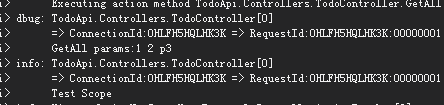 i>      Executing action method TodoApi.Controllers.TodoController.GetAll
i> dbug: TodoApi.Controllers.TodoController[0]
i>      => ConnectionId:0HLFH5HQLHK3K => RequestId:0HLFH5HQLHK3K:00000001
i>      GetAll params:1 2 p3
i> info: TodoApi.Controllers.TodoController[0]
i>      => ConnectionId:0HLFH5HQLHK3K => RequestId:0HLFH5HQLHK3K:00000001
i>      Test Scope